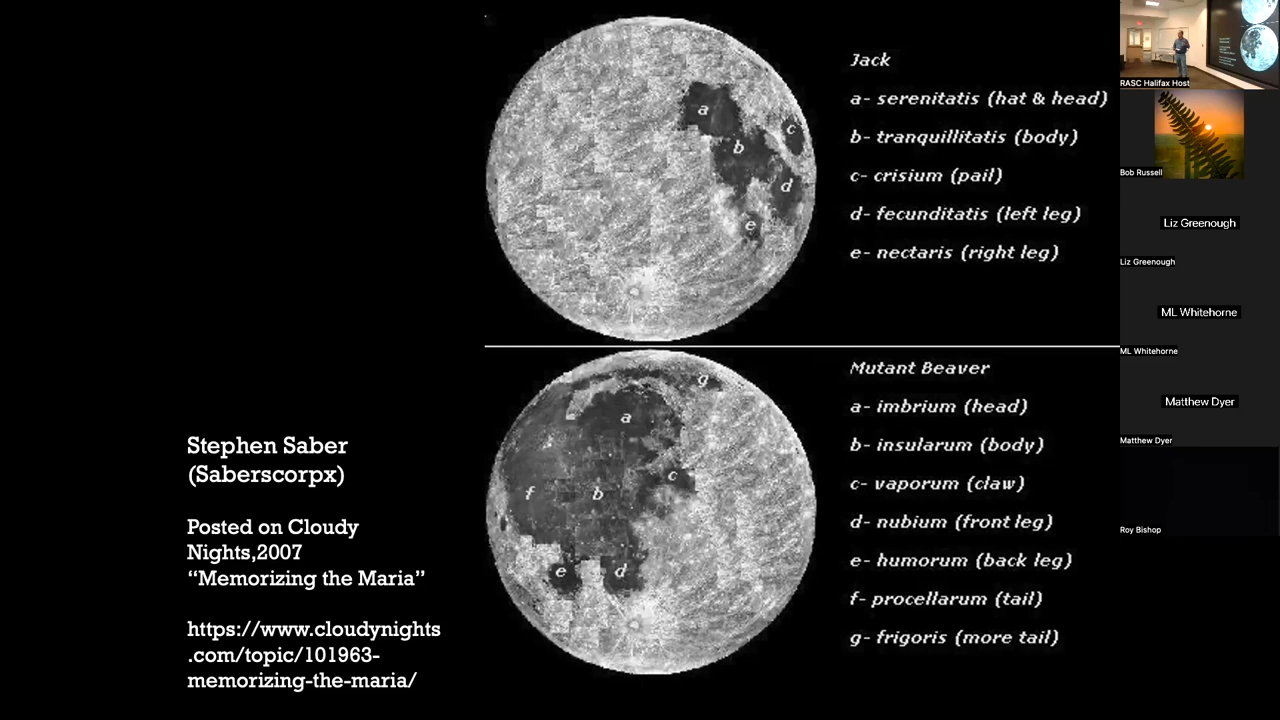 Jack
a- serenitatis (hat & head)
b- tranquillitatis (body)
c- crisium (pail)
d- fecunditatis (left leg)
e- nectaris (right leg)
a
b
c
d
e
Mutant Beaver
a- imbrium (head)
b- insularum (body)
c- vaporum (claw)
d- nubium (front leg)
e- humorum (back leg)
f- procellarum (tail)
g- frigoris (more tail)
g
a
c
f
b
e
d
Stephen Saber
(Saberscorpx)
Posted on Cloudy
Nights,2007
“Memorizing the Maria”
https://www.cloudynights
.com/topic/101963-
memorizing-the-maria/
RASC Halifax Host
Bob Russell
Liz Greenough
Liz Greenough
ML Whitehorne
ML Whitehorne
Matthew Dyer
Matthew Dyer
Roy Bishop